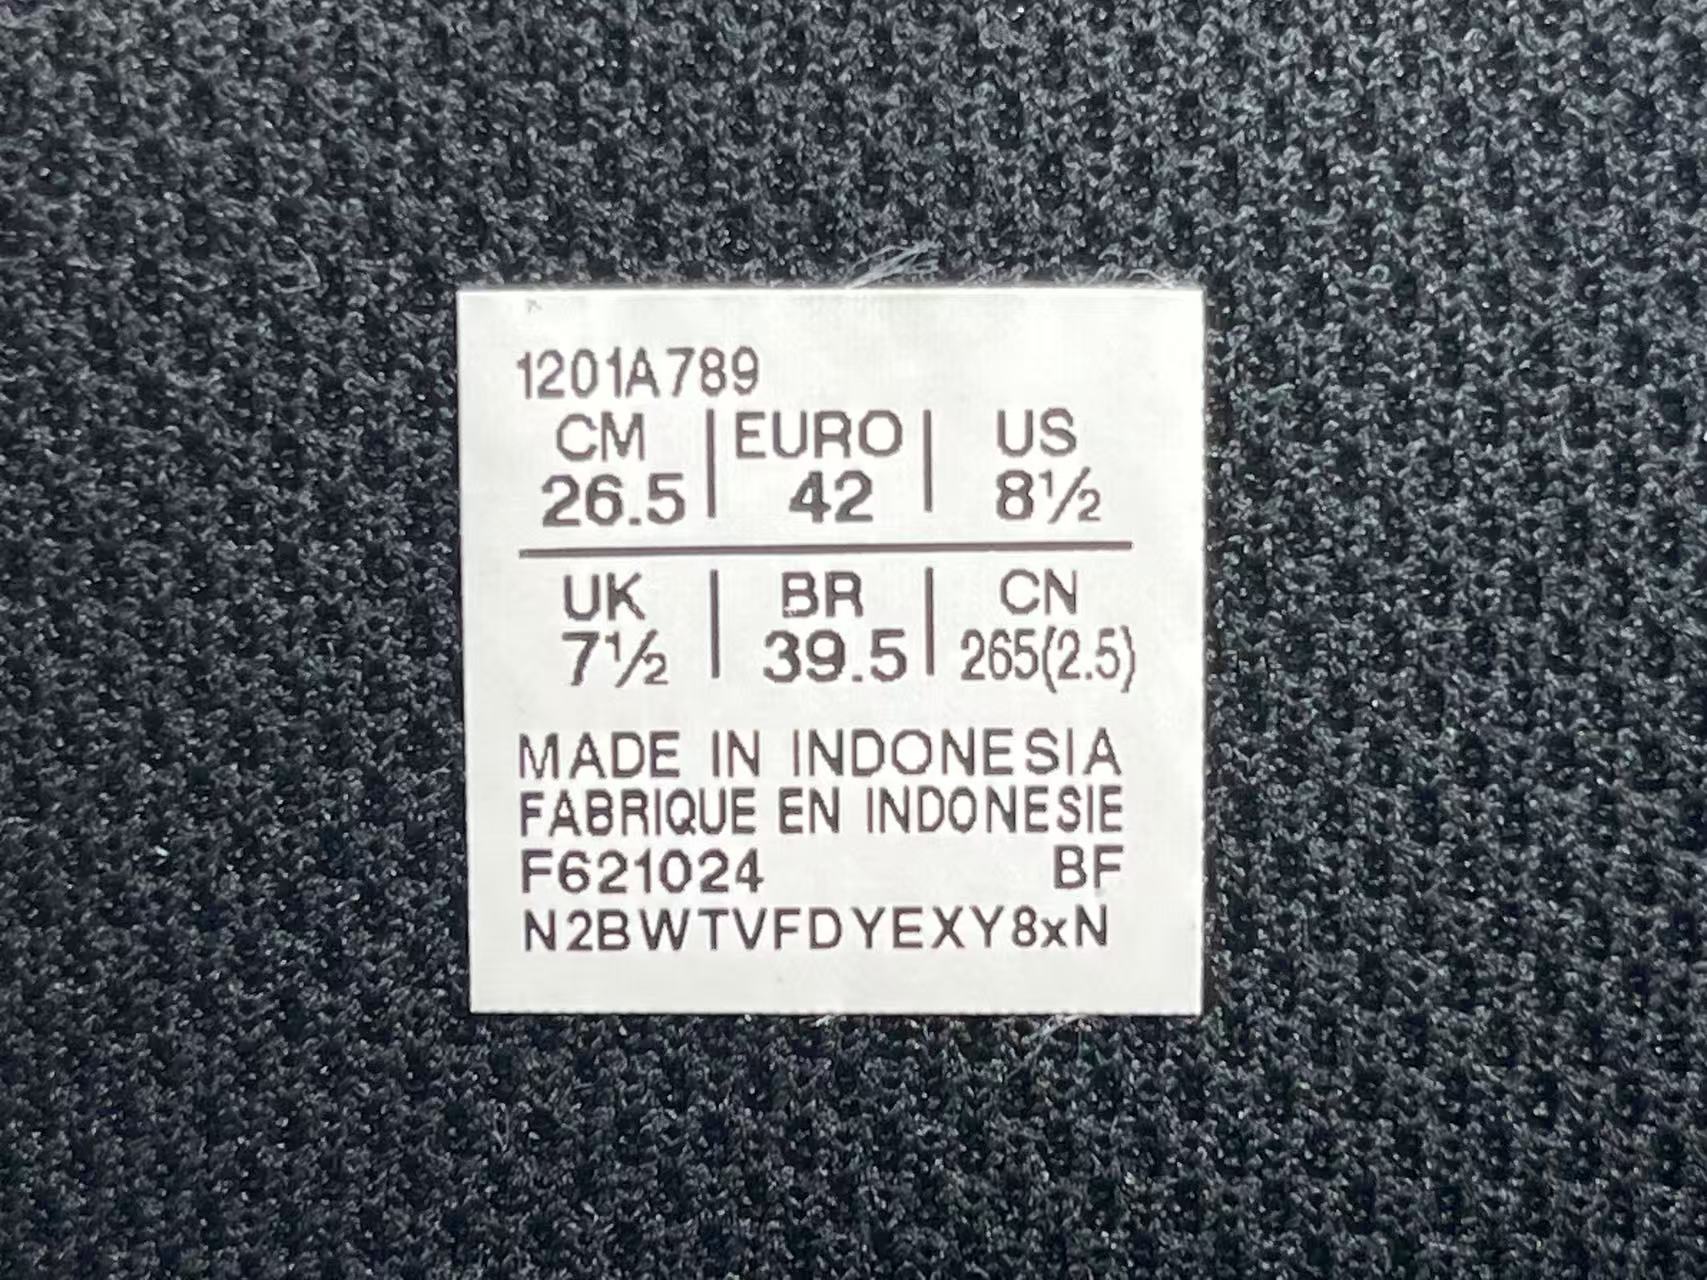 1201A789
CM | EURO | US
26.5 | 42 | 8½
UK | BR | CN
7½ | 39.5 | 265(2.5)
MADE IN INDONESIA
FABRIQUE EN INDONESIE
F621024 BF
N2BWTVFDYEXY8xN